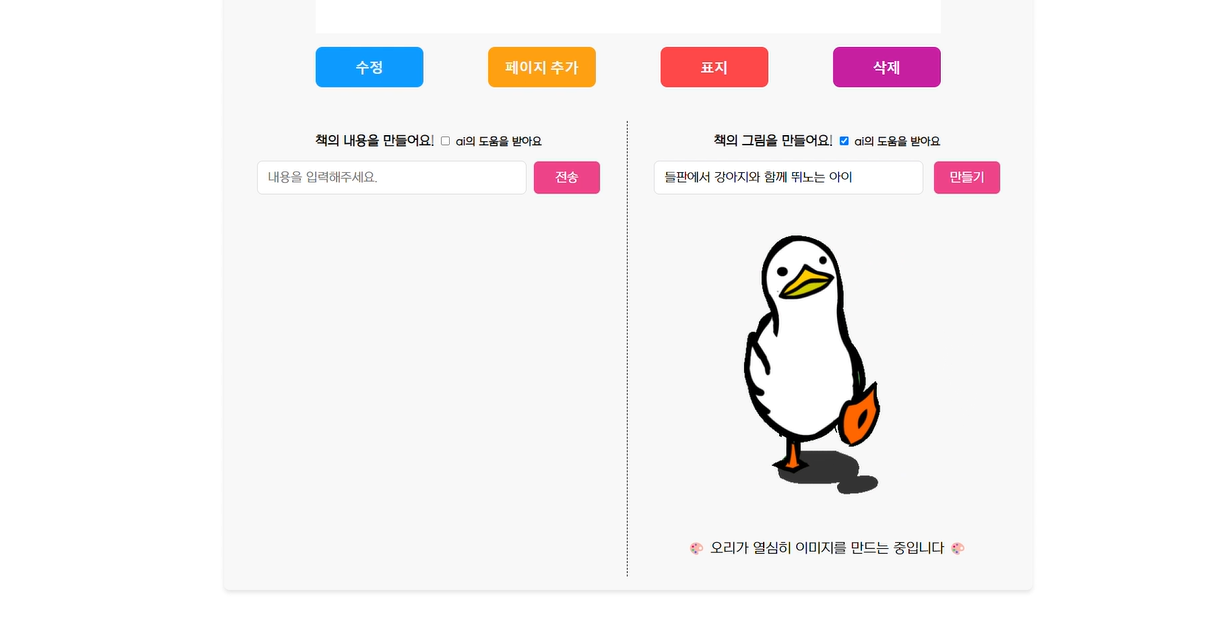 수정 페이지 추가 표지 삭제
책의 내용을 만들어요! ai의 도움을 받아요
내용을 입력해주세요. 전송
책의 그림을 만들어요! ai의 도움을 받아요
들판에서 강아지와 함께 뛰노는 아이 만들기
🎨 오리가 열심히 이미지를 만드는 중입니다 🎨